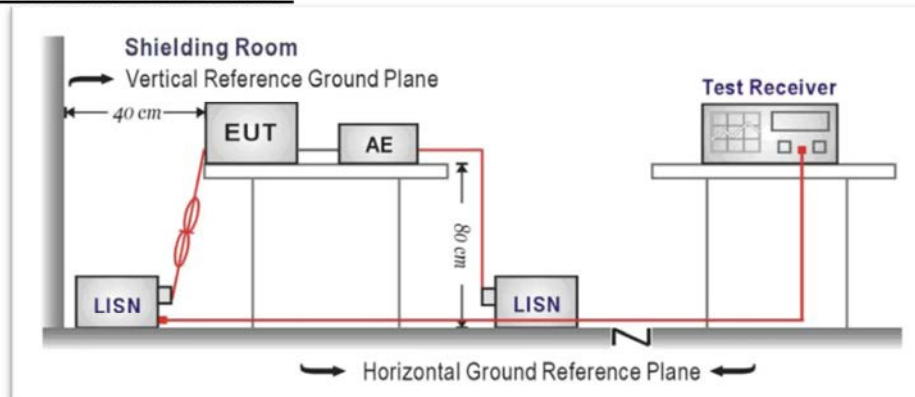 Shielding Room
Vertical Reference Ground Plane
40 cm
EUT
AE
Test Receiver
80 cm
LISN
LISN
Horizontal Ground Reference Plane